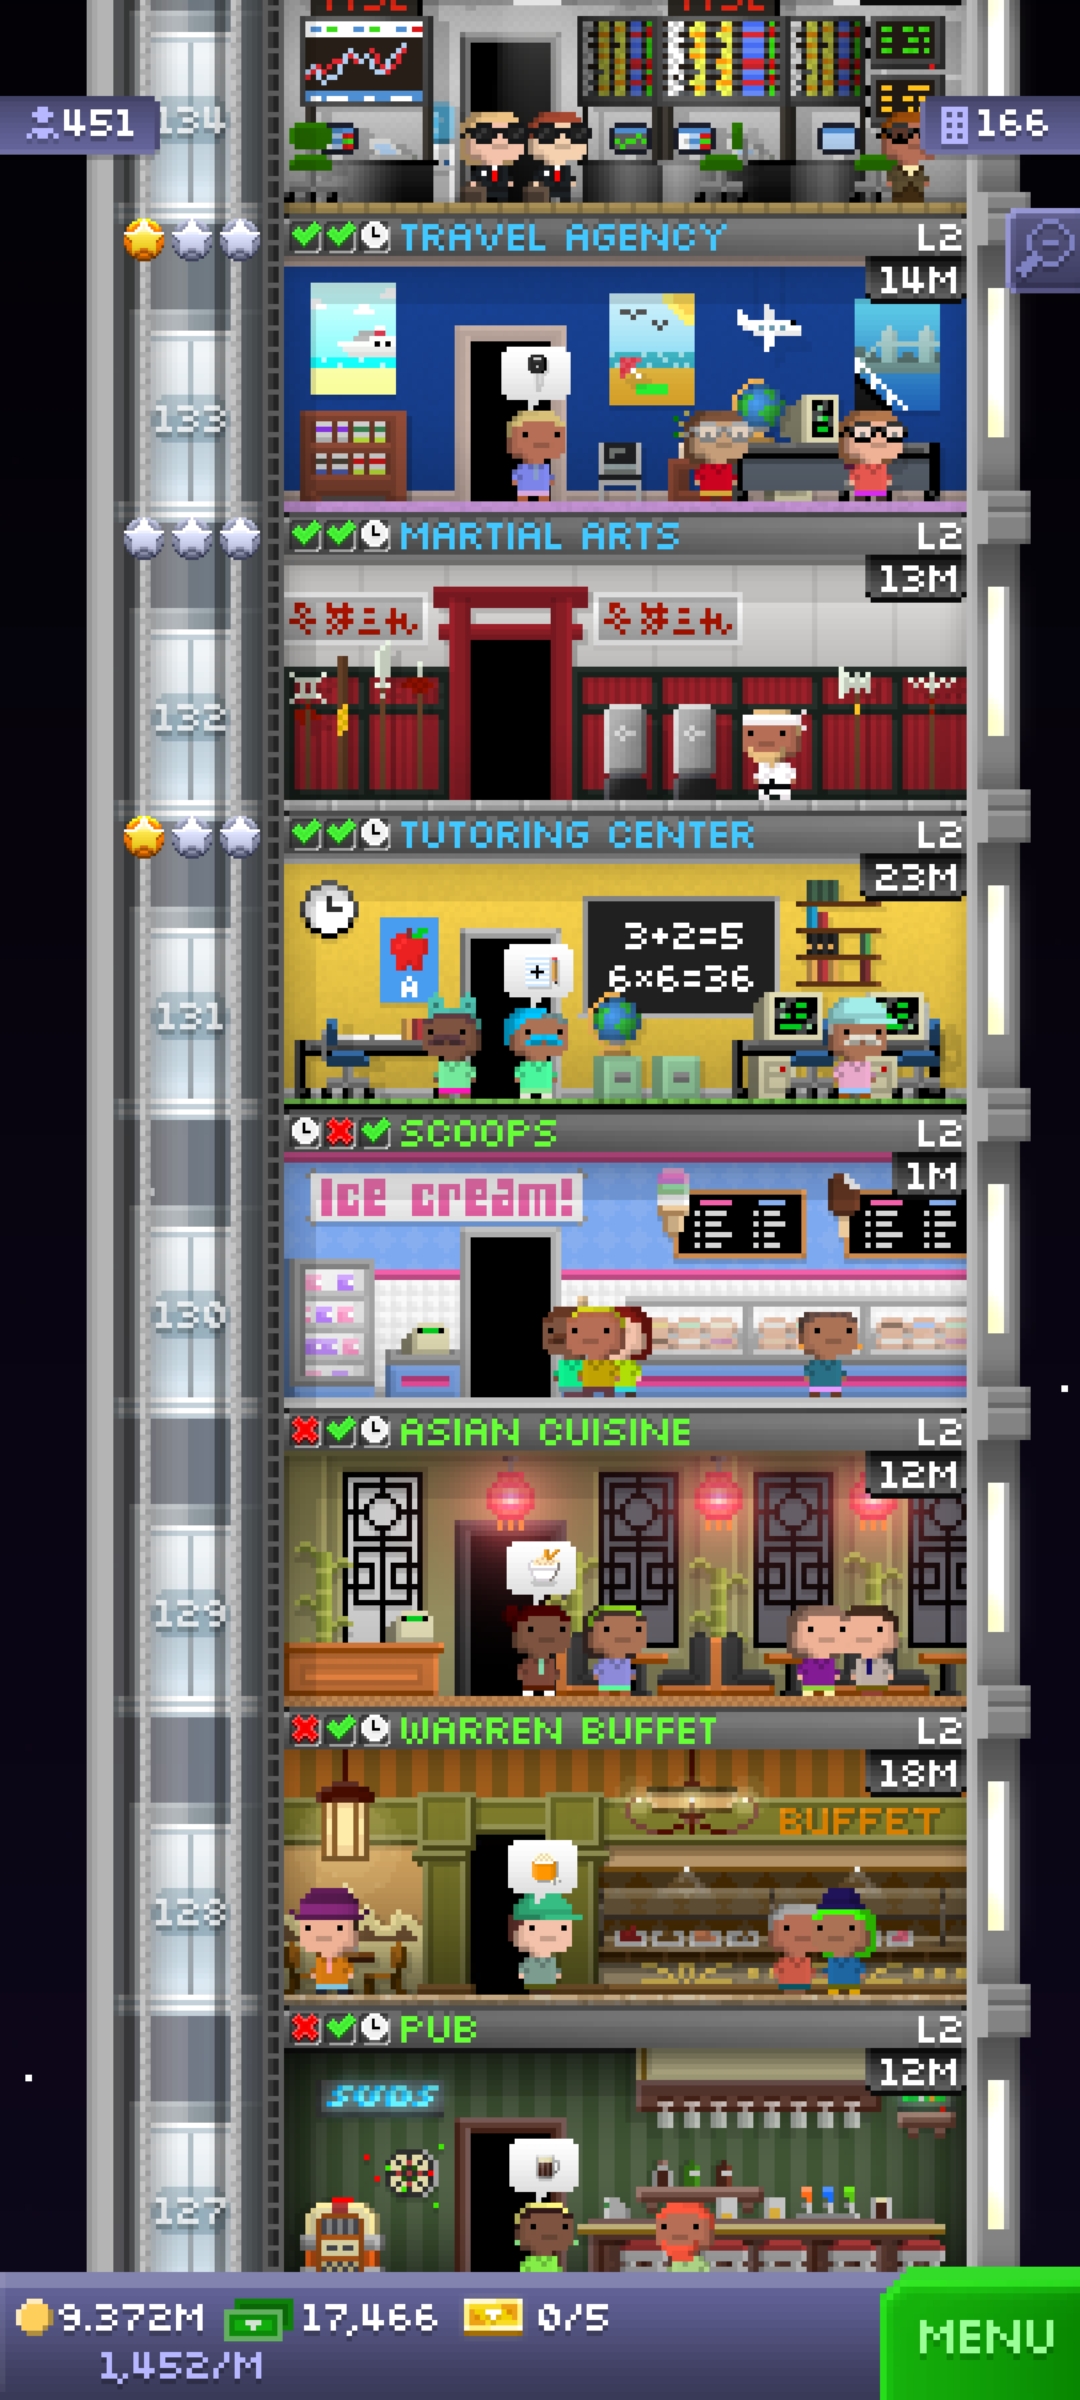 451
134
166
TRAVEL AGENCY
L2
14M
133
MARTIAL ARTS
L2
13M
132
TUTORING CENTER
L2
23M
3+2=5
6×6=36
A
131
SCOOPS
L2
1M
Ice cream!
130
ASIAN CUISINE
L2
12M
129
WARREN BUFFET
L2
18M
BUFFET
128
PUB
L2
12M
SUDS
127
9.372M
17,466
0/5
MENU
1,452/M